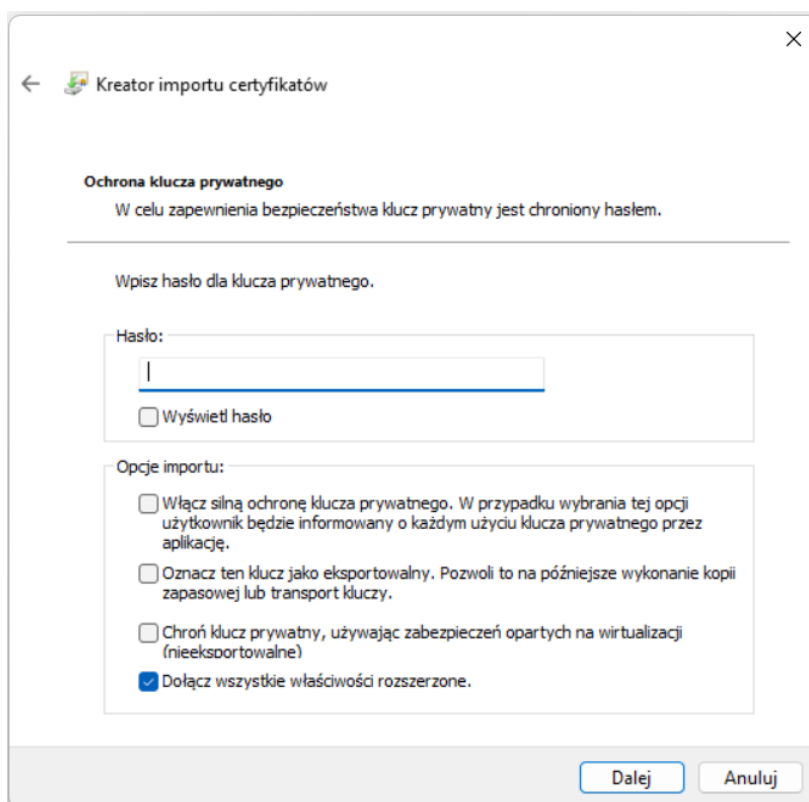 Kreator importu certyfikatów
Ochrona klucza prywatnego
W celu zapewnienia bezpieczeństwa klucz prywatny jest chroniony hasłem.
Wpisz hasło dla klucza prywatnego.
Hasło:
Wyświetl hasło
Opcje importu:
Włącz silną ochronę klucza prywatnego. W przypadku wybrania tej opcji
użytkownik będzie informowany o każdym użyciu klucza prywatnego przez
aplikację.
Oznacz ten klucz jako eksportowalny. Pozwoli to na późniejsze wykonanie kopii
zapasowej lub transport kluczy.
Chroń klucz prywatny, używając zabezpieczeń opartych na wirtualizacji
(nieeksportowalne)
Dołącz wszystkie właściwości rozszerzone.
Dalej
Anuluj